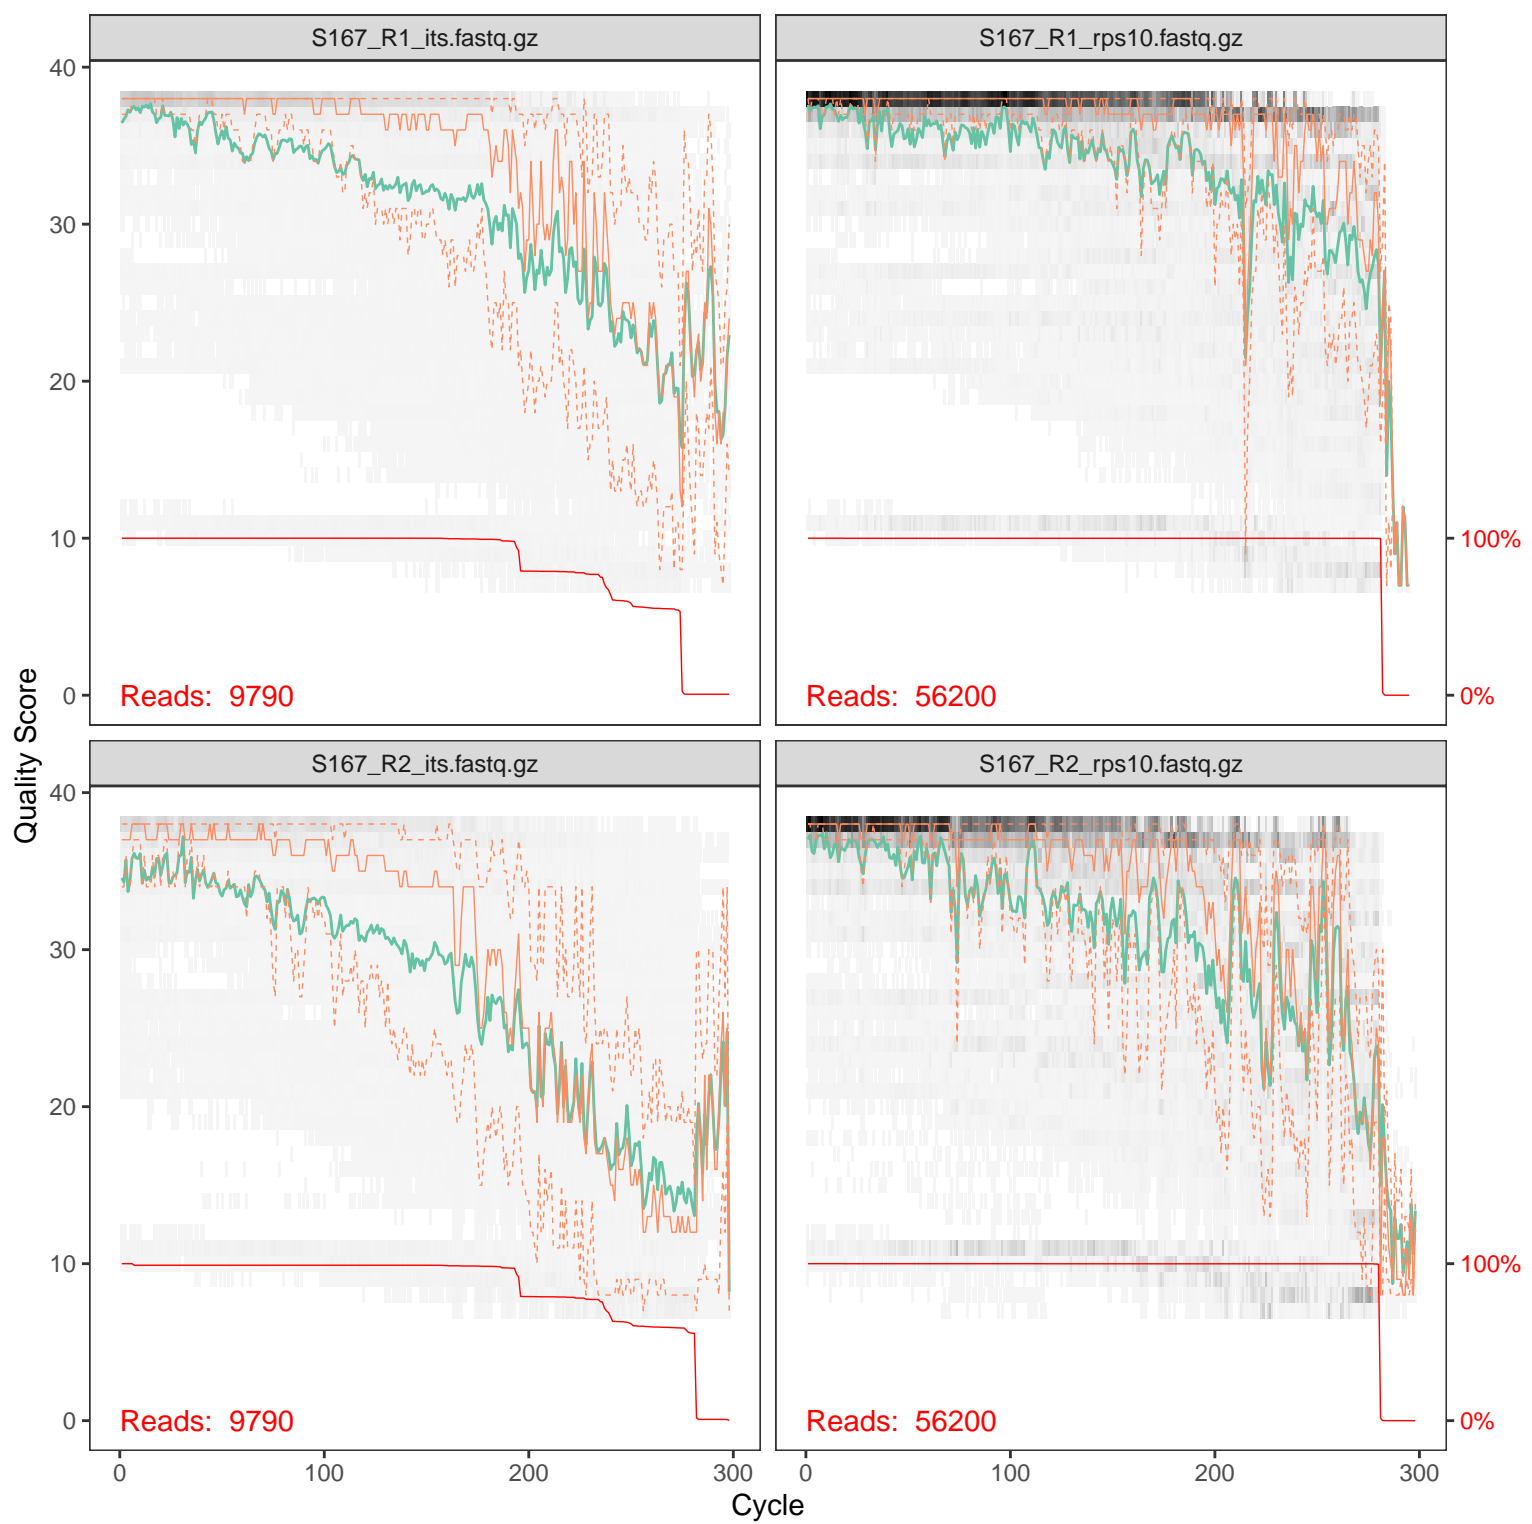 S167_R1_its.fastq.gz
S167_R1_rps10.fastq.gz
40
30
20
10
0
100%
0%
Reads: 9790
Reads: 56200
Quality Score
S167_R2_its.fastq.gz
S167_R2_rps10.fastq.gz
40
30
20
10
0
100%
0%
Reads: 9790
Reads: 56200
0 100 200 300
0 100 200 300
Cycle